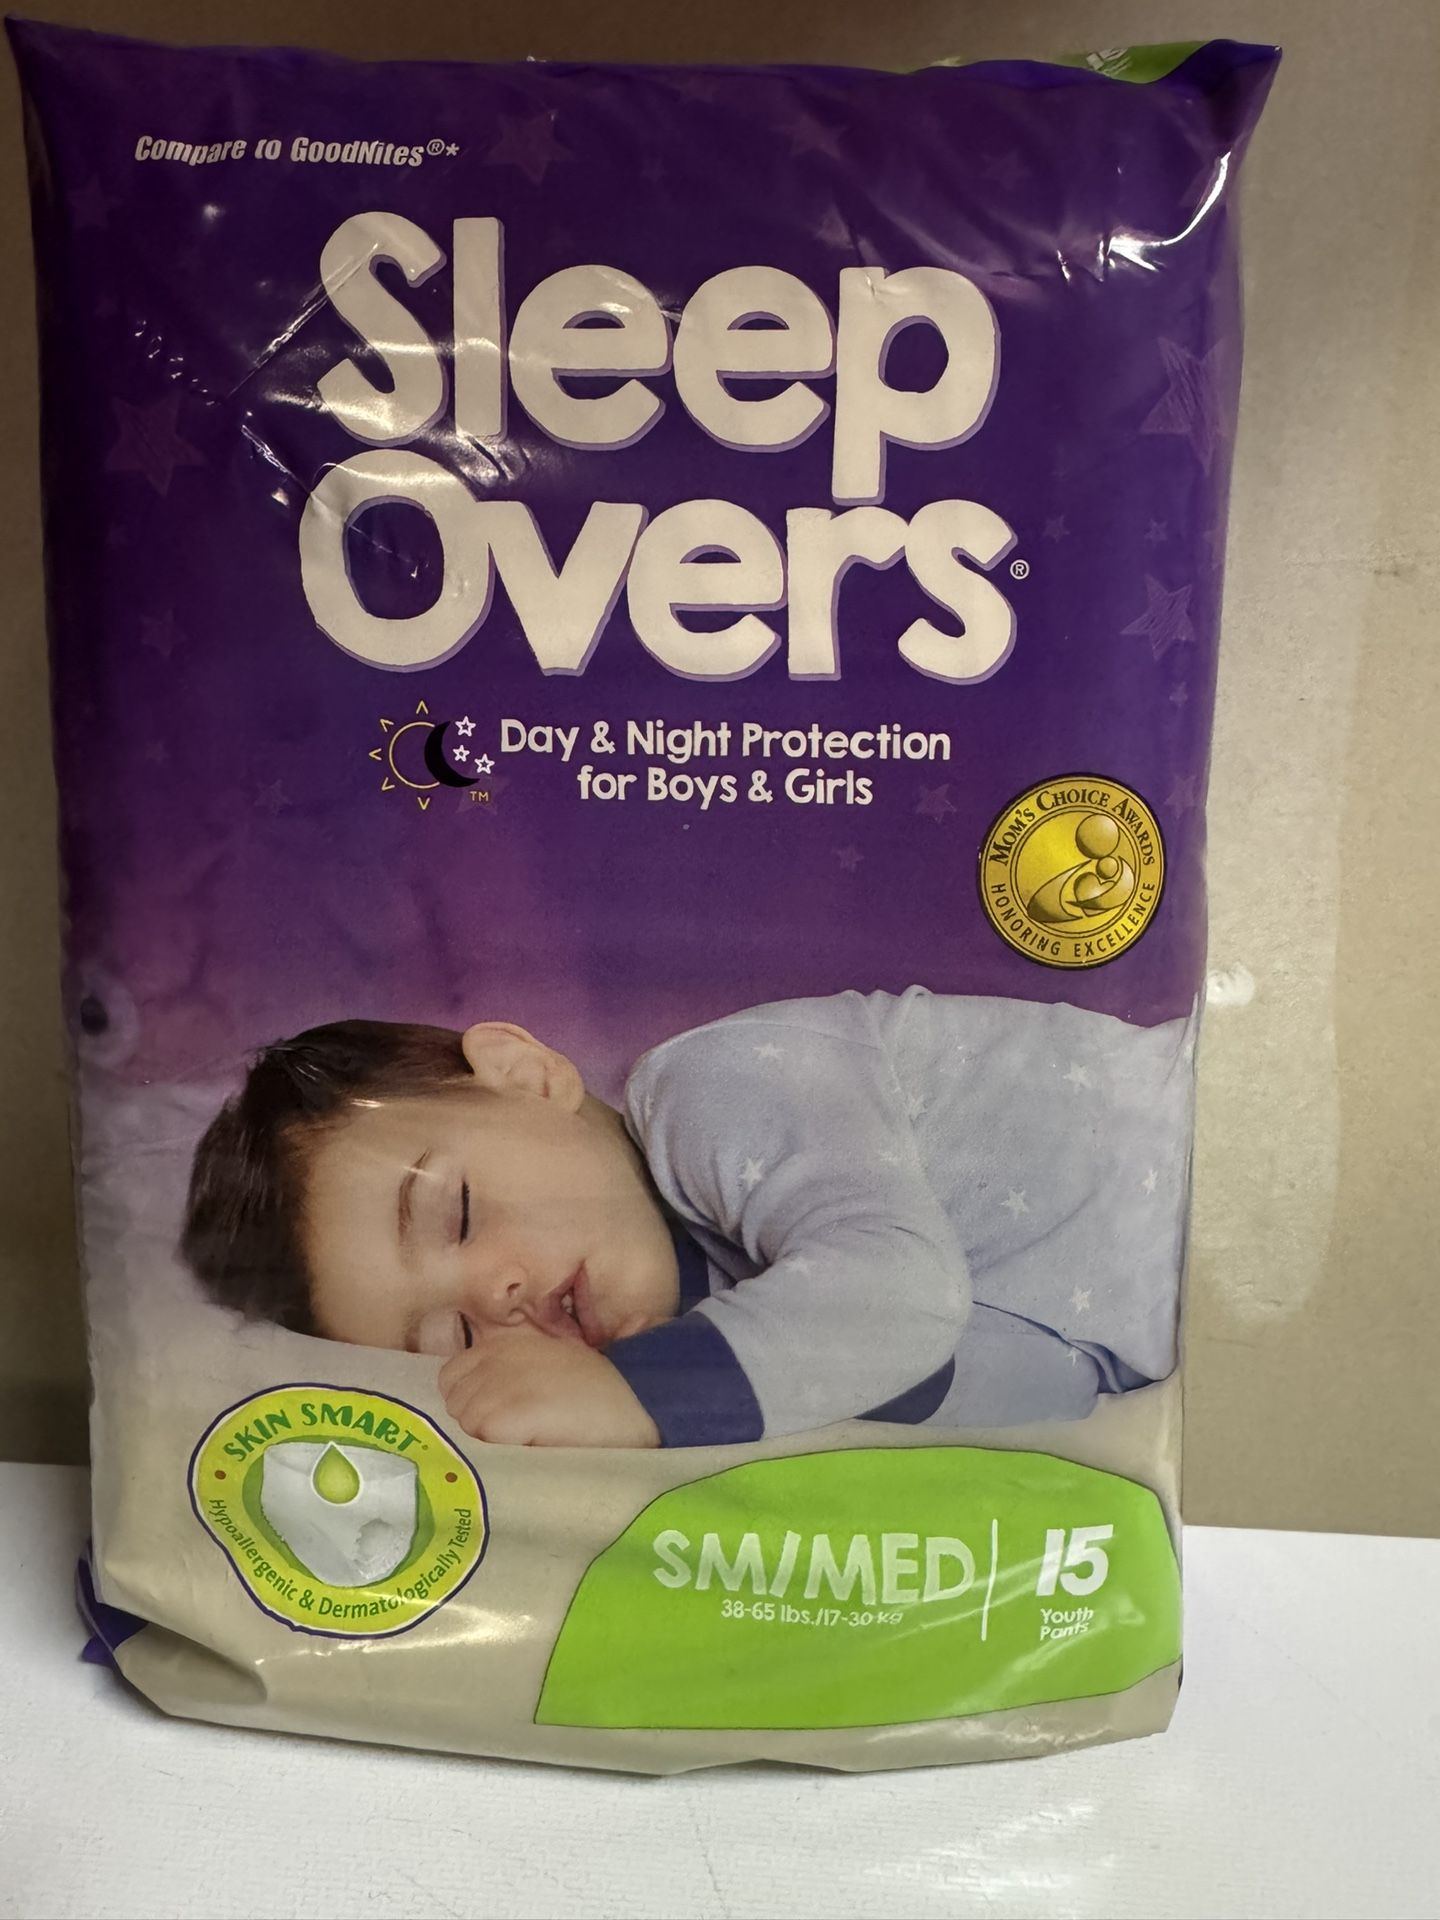 Compare to GoodNites®*
Sleep
Overs®
Day & Night Protection
for Boys & Girls
TM
MOM'S CHOICE AWARDS
HONORING EXCELLENCE
SKIN SMART
Hypoallergenic & Dermatologically Tested
SM/MED
38-65 lbs./17-30 kg
15
Youth
Pants